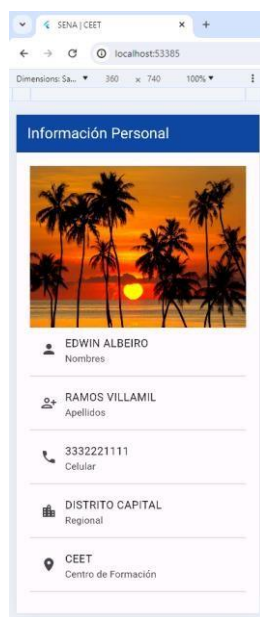 SENA | CEET
localhost:53385
Dimensions: Sa... 360 x 740 100%
Información Personal
EDWIN ALBEIRO
Nombres
RAMOS VILLAMIL
Apellidos
3332221111
Celular
DISTRITO CAPITAL
Regional
CEET
Centro de Formación